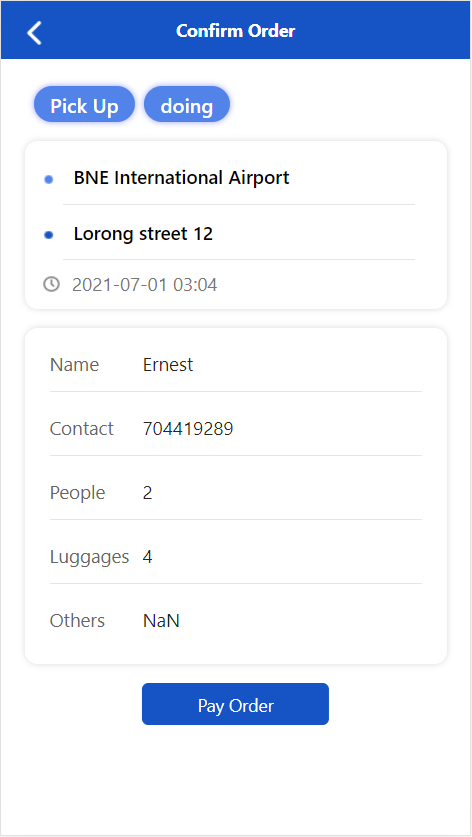 Confirm Order
Pick Up doing
BNE International Airport
Lorong street 12
2021-07-01 03:04
Name Ernest
Contact 704419289
People 2
Luggages 4
Others NaN
Pay Order